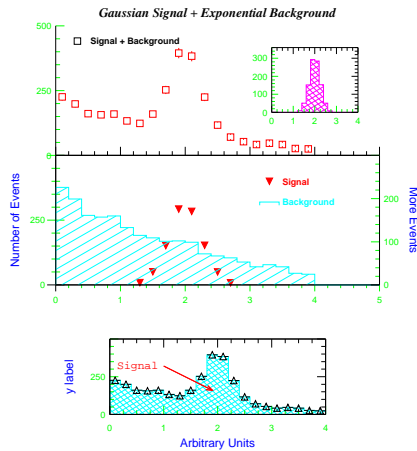 Gaussian Signal + Exponential Background
500
250
0
Signal + Background
300
200
100
0
0 1 2 3 4
Number of Events
250
0
Signal
Background
200
100
0
More Events
0 1 2 3 4 5
y label
250
0
Signal
0 1 2 3 4
Arbitrary Units